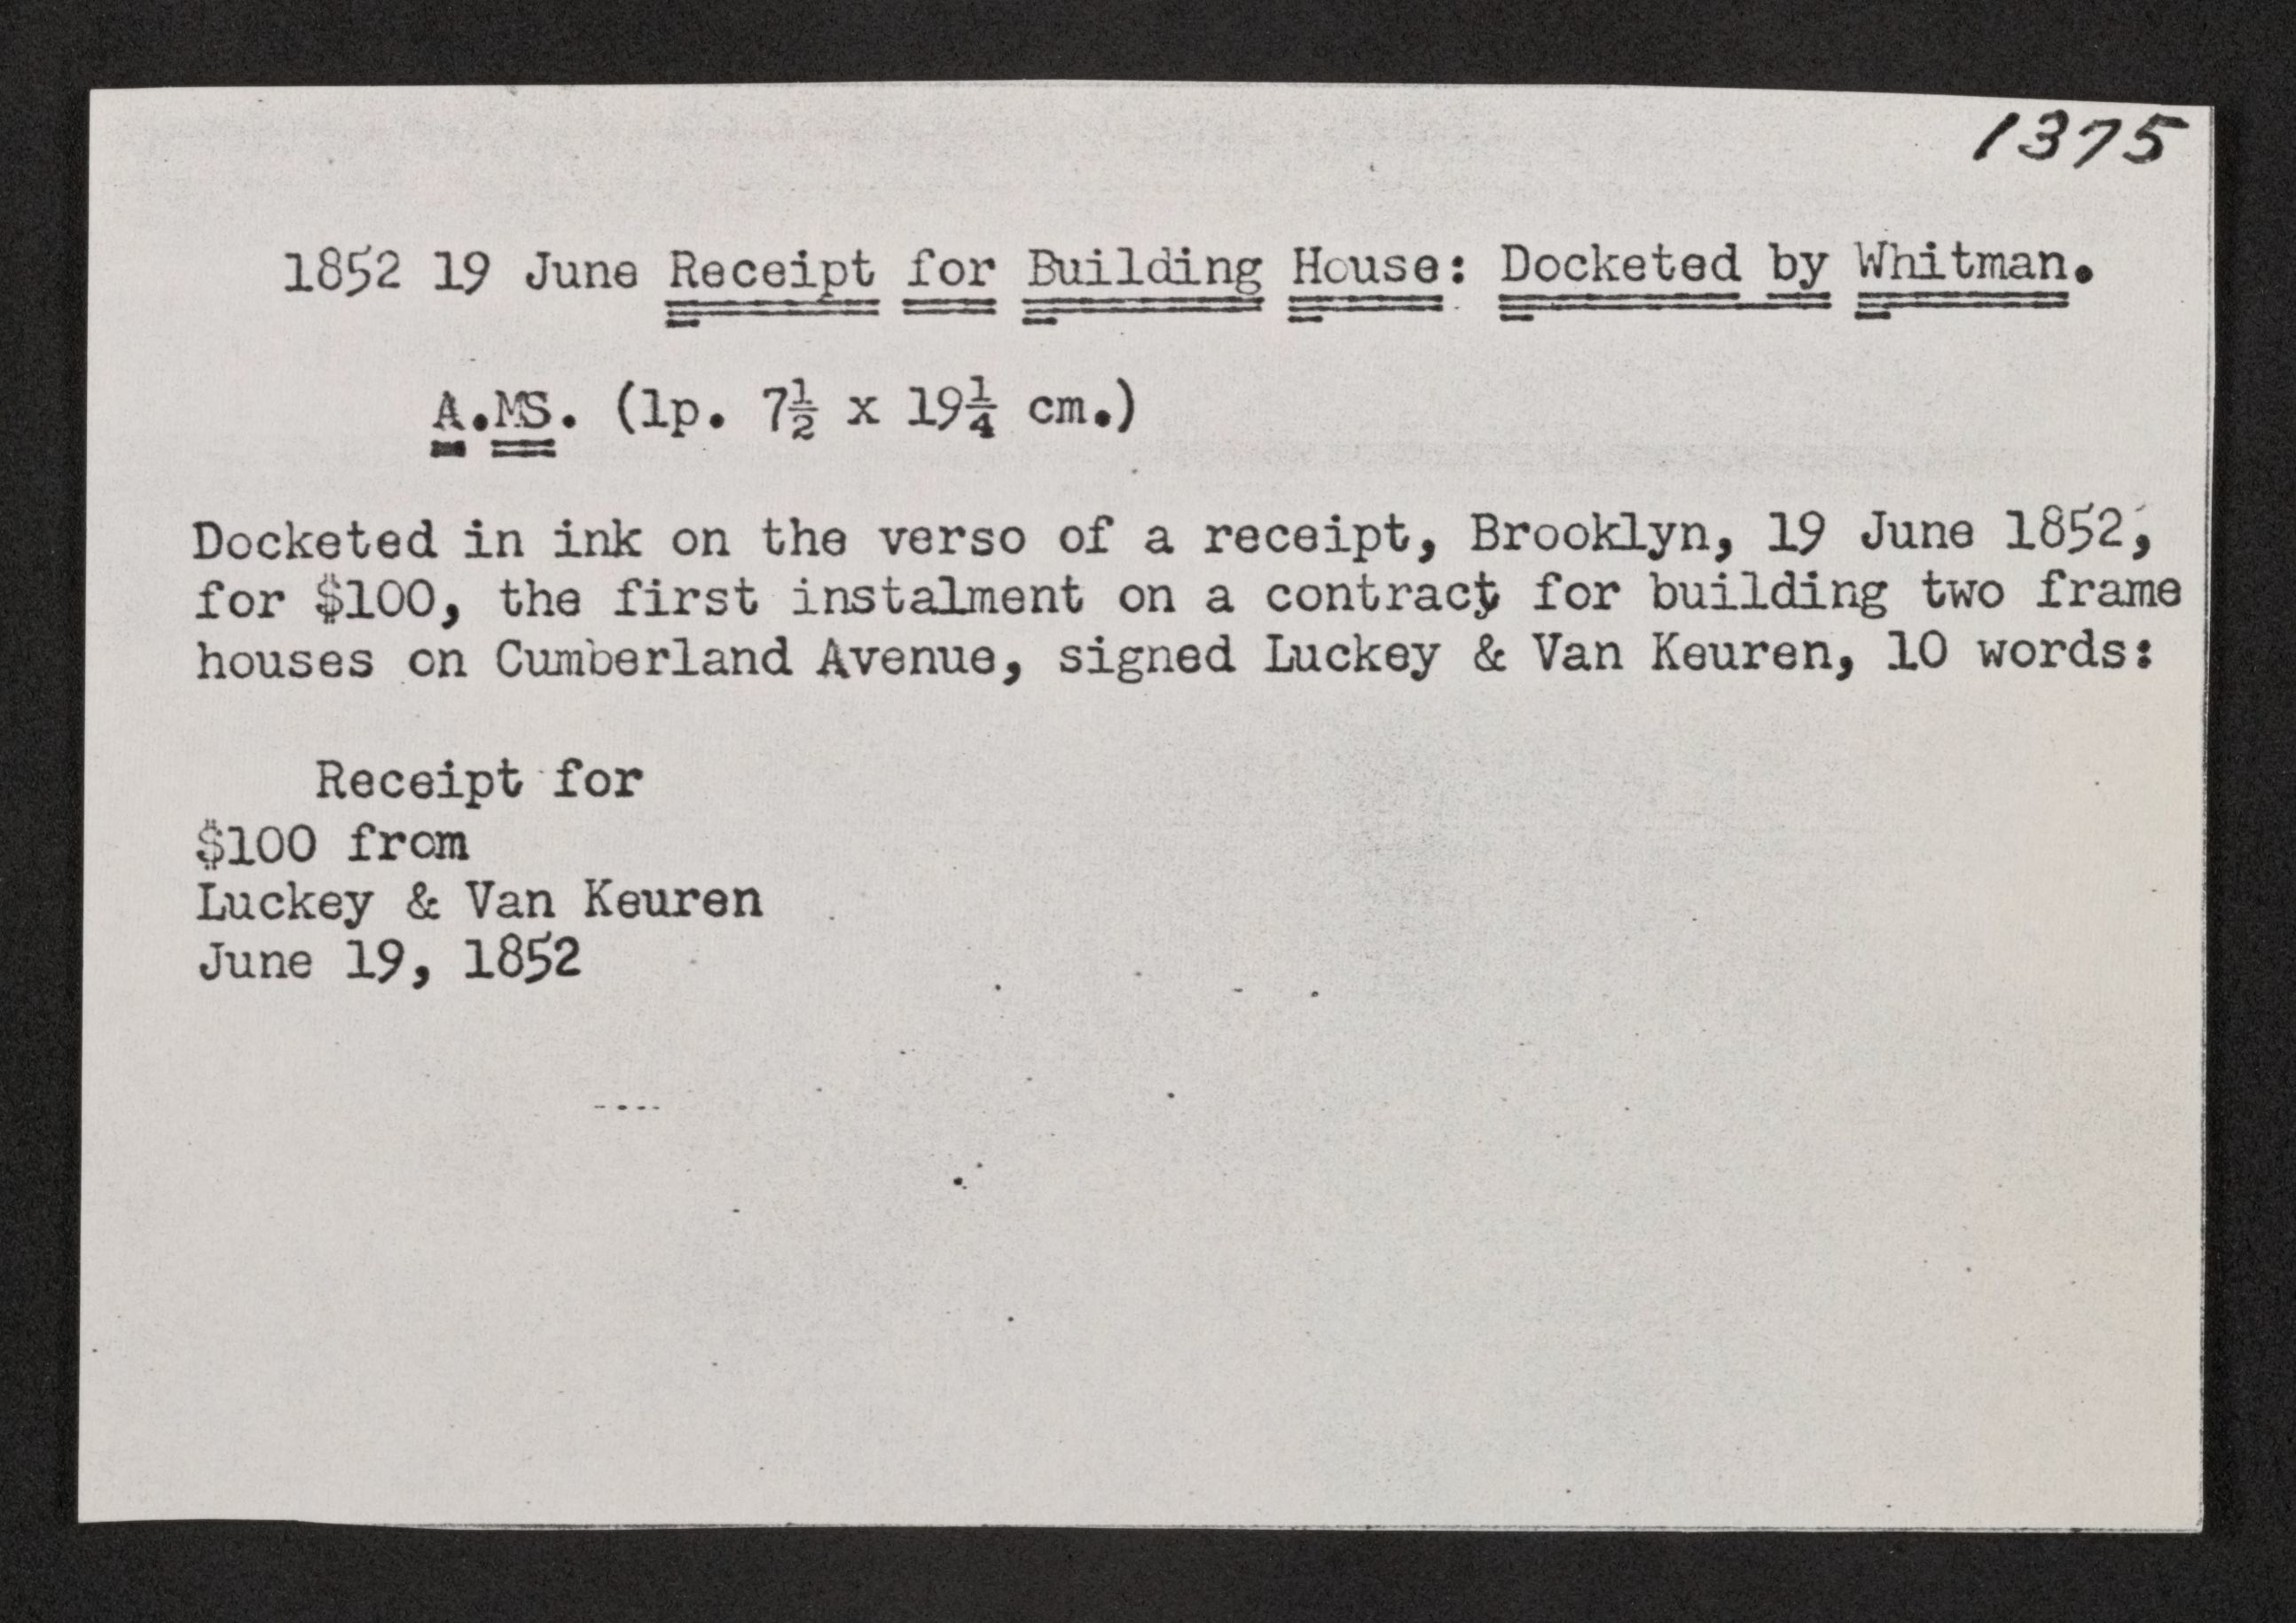 1375
1852 19 June Receipt for Building House: Docketed by Whitman.
A.MS. (1p. 7½ x 19¼ cm.)
Docketed in ink on the verso of a receipt, Brooklyn, 19 June 1852,
for $100, the first instalment on a contract for building two frame
houses on Cumberland Avenue, signed Luckey & Van Keuren, 10 words:
Receipt for
$100 from
Luckey & Van Keuren
June 19, 1852